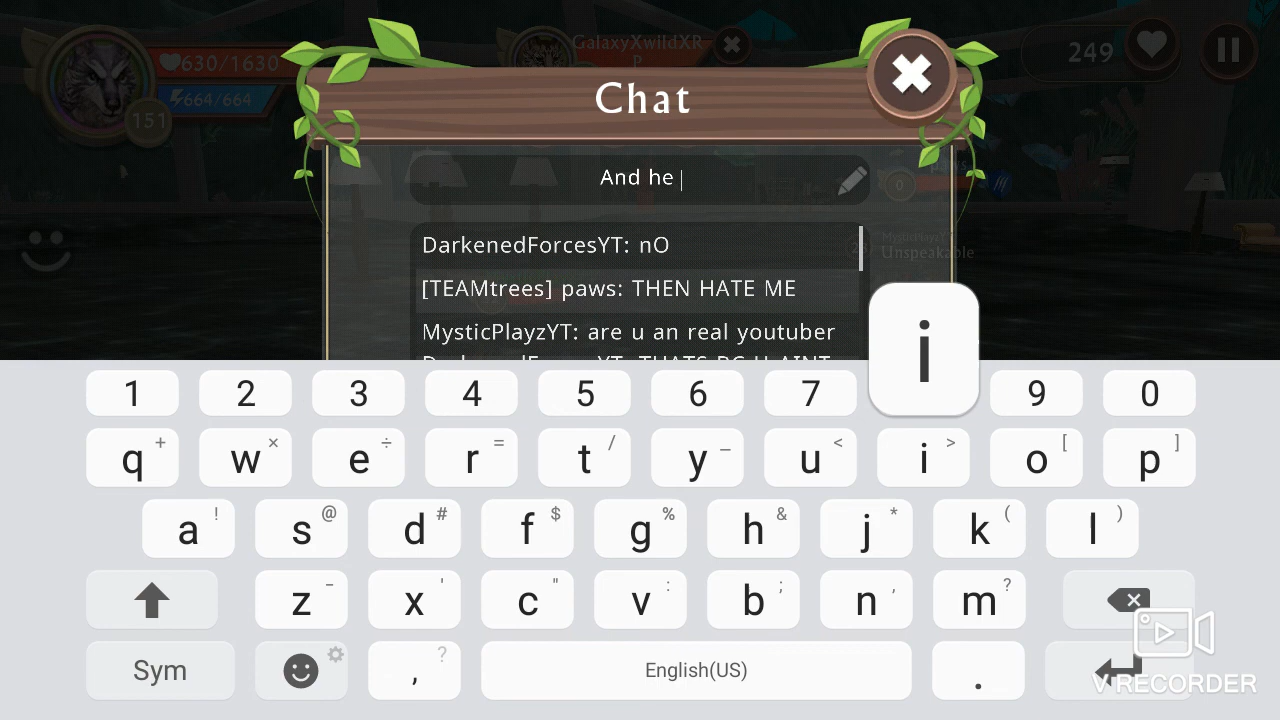 630/1630
GalaxyXwildXR
P
249
664/664
151
Chat
And he
0
DarkenedForcesYT: nO
Unspeakable
[TEAMtrees] paws: THEN HATE ME
MysticPlayzYT: are u an real youtuber
i
1 2 3 4 5 6 7 9 0
q + w × e ÷ r = t / y _ u < i > o [ p ]
a ! s @ d # f $ g % h & j * k ( l )
z - x ' c " v : b ; n , m ?
Sym , ? English(US) .
V RECORDER